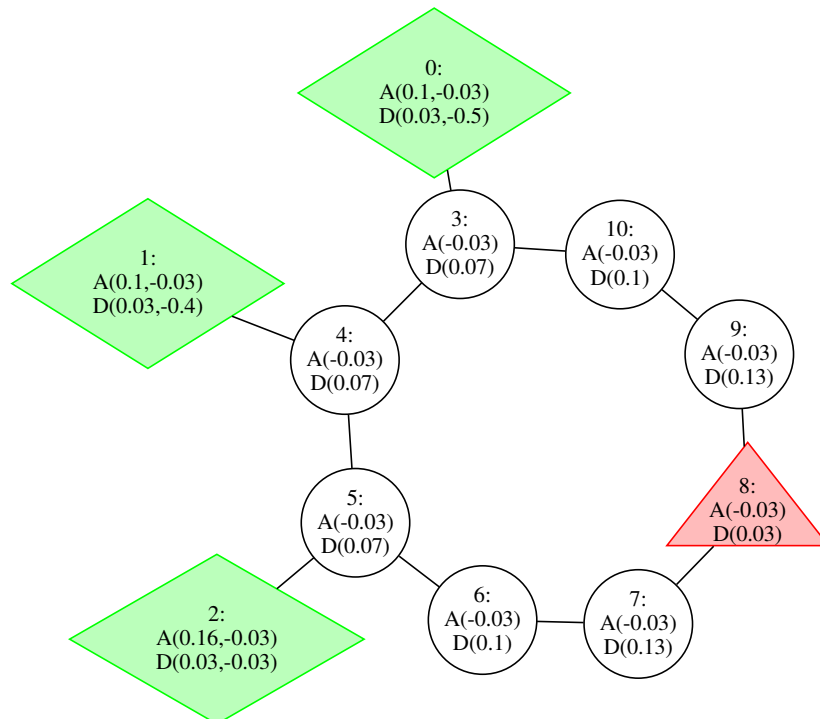 0:
A(0.1,-0.03)
D(0.03,-0.5)
1:
A(0.1,-0.03)
D(0.03,-0.4)
3:
A(-0.03)
D(0.07)
10:
A(-0.03)
D(0.1)
4:
A(-0.03)
D(0.07)
9:
A(-0.03)
D(0.13)
5:
A(-0.03)
D(0.07)
8:
A(-0.03)
D(0.03)
2:
A(0.16,-0.03)
D(0.03,-0.03)
6:
A(-0.03)
D(0.1)
7:
A(-0.03)
D(0.13)